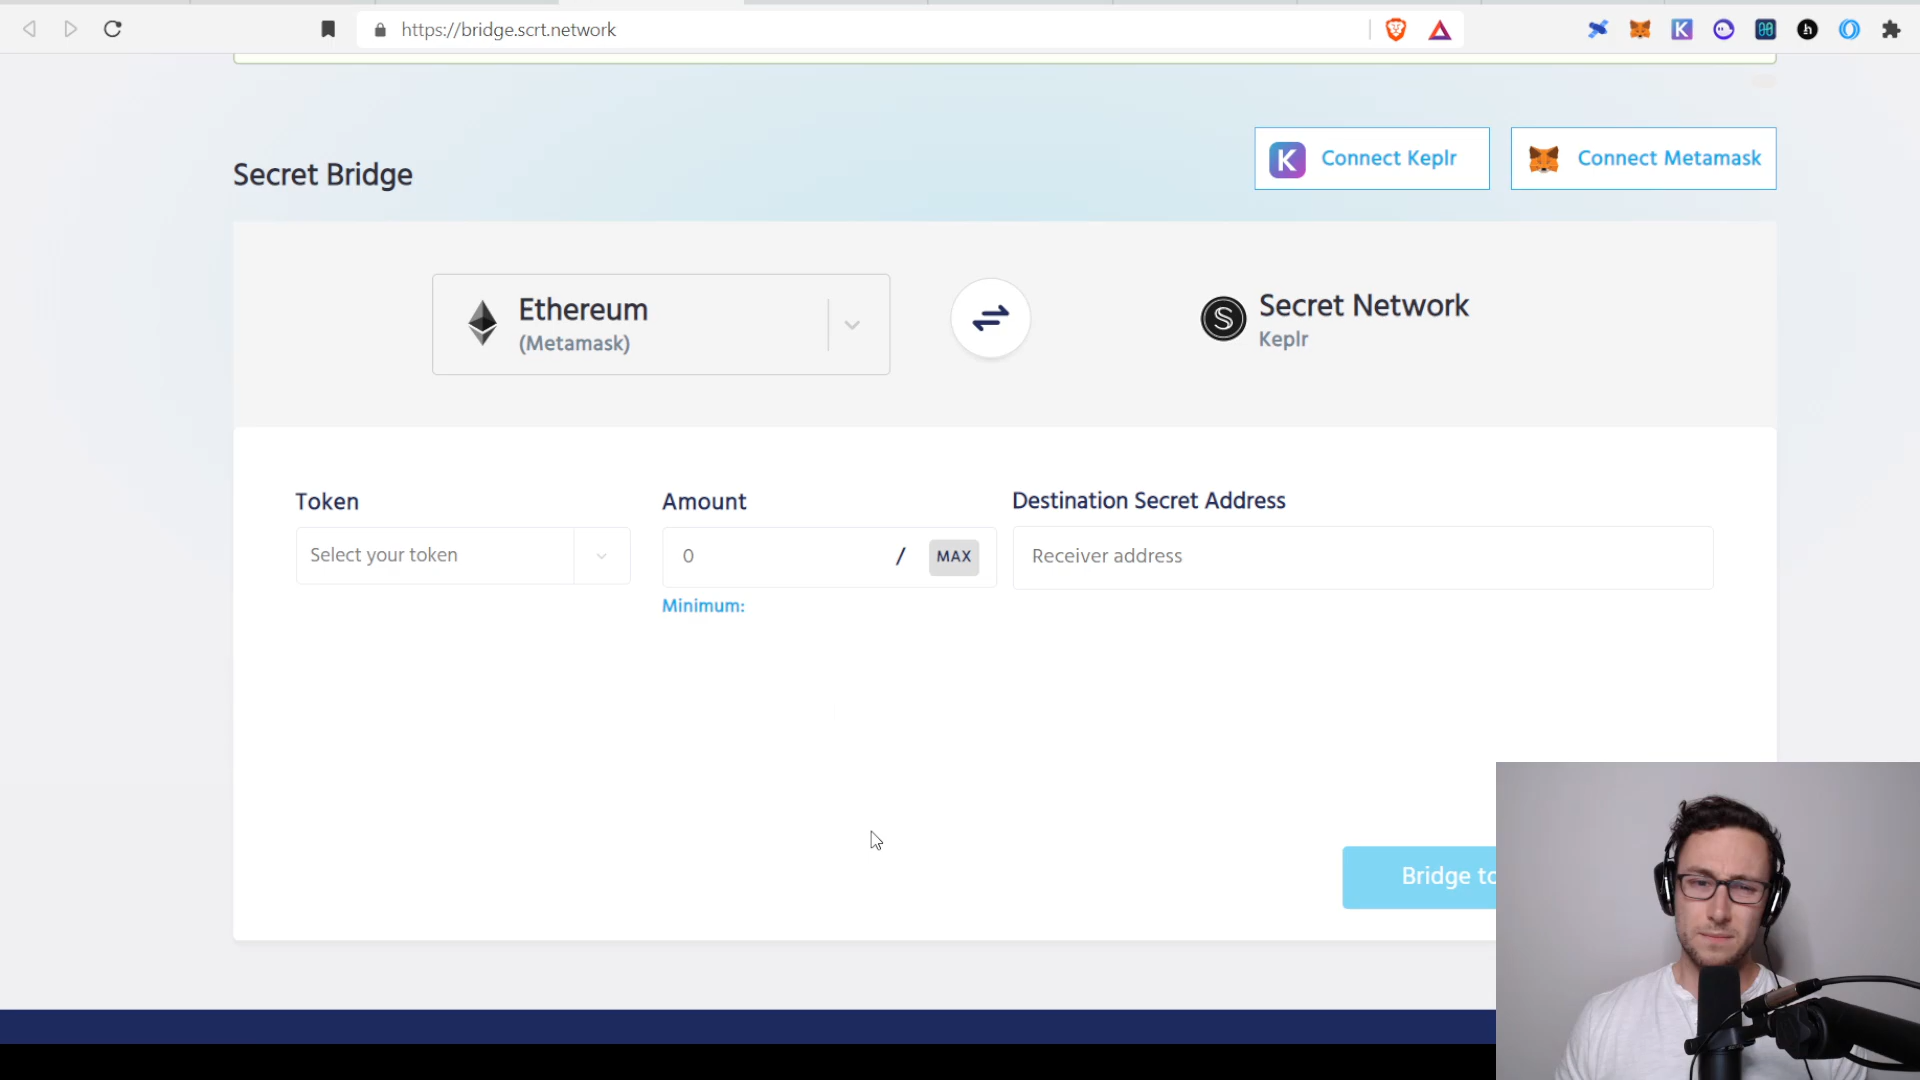 https://bridge.scrt.network
Secret Bridge
Connect Keplr
Connect Metamask
Ethereum
(Metamask)
Secret Network
Keplr
Token
Amount
Destination Secret Address
Select your token
0
/
MAX
Receiver address
Minimum:
Bridge to